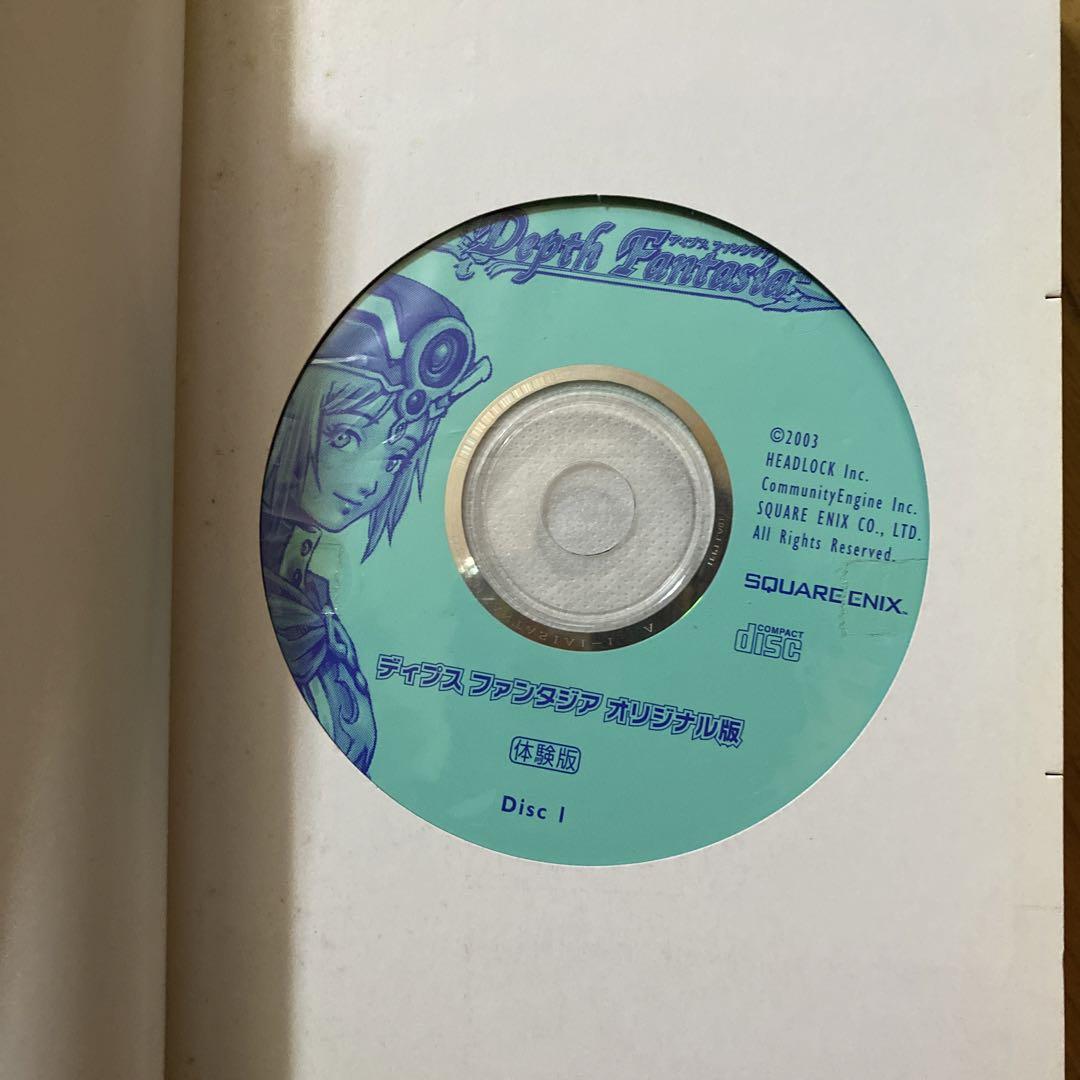 Depth Fantasia
ディプス ファンタジア
©2003
HEADLOCK Inc.
CommunityEngine Inc.
SQUARE ENIX CO., LTD.
All Rights Reserved.
SQUARE ENIX™
COMPACT
disc
ディプス ファンタジア オリジナル版
体験版
Disc 1